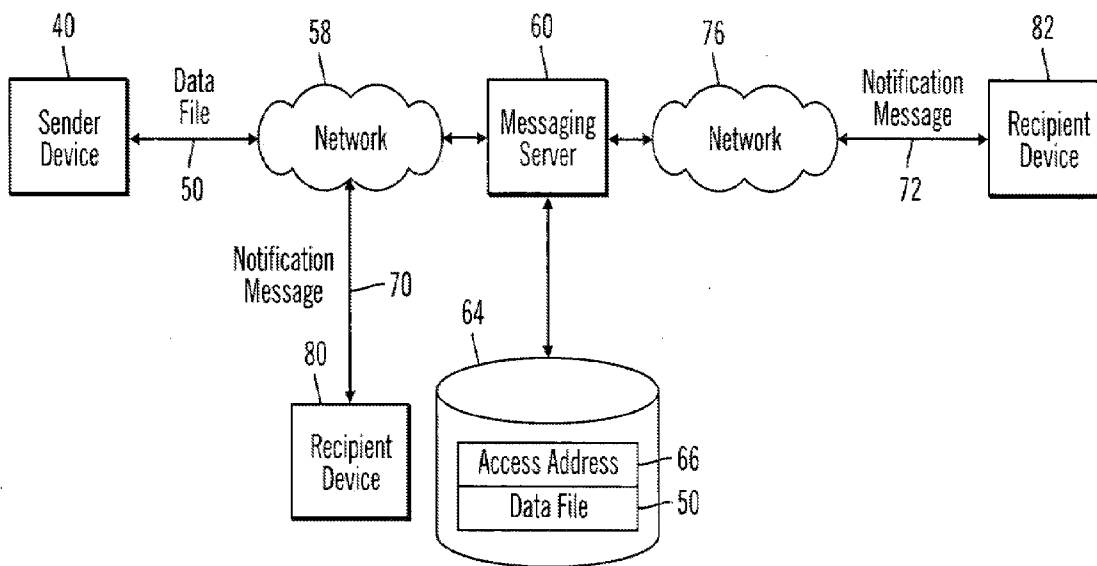 40
58
60
76
82
Data
File
Notification
Message
Sender
Device
Network
Messaging
Server
Network
Recipient
Device
50
72
Notification
Message
70
64
80
Recipient
Device
Access Address
66
Data File
50